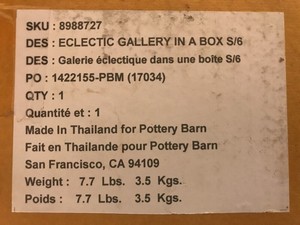 SKU : 8988727
DES : ECLECTIC GALLERY IN A BOX S/6
DES : Galerie éclectique dans une boîte S/6
PO : 1422155-PBM (17034)
QTY : 1
Quantité et : 1
Made In Thailand for Pottery Barn
Fait en Thailande pour Pottery Barn
San Francisco, CA 94109
Weight : 7.7 Lbs. 3.5 Kgs.
Poids : 7.7 Lbs. 3.5 Kgs.